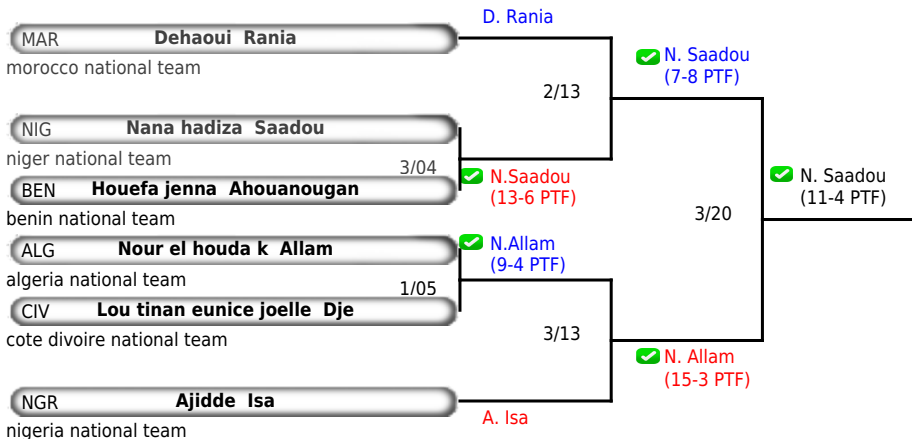 D. Rania
MAR Dehaoui Rania
morocco national team
N. Saadou
(7-8 PTF)
2/13
NIG Nana hadiza Saadou
niger national team
3/04
N.Saadou
(13-6 PTF)
BEN Houefa jenna Ahouanougan
benin national team
N. Saadou
(11-4 PTF)
3/20
ALG Nour el houda k Allam
algeria national team
N.Allam
(9-4 PTF)
1/05
CIV Lou tinan eunice joelle Dje
cote divoire national team
3/13
N. Allam
(15-3 PTF)
NGR Ajidde Isa
nigeria national team
A. Isa